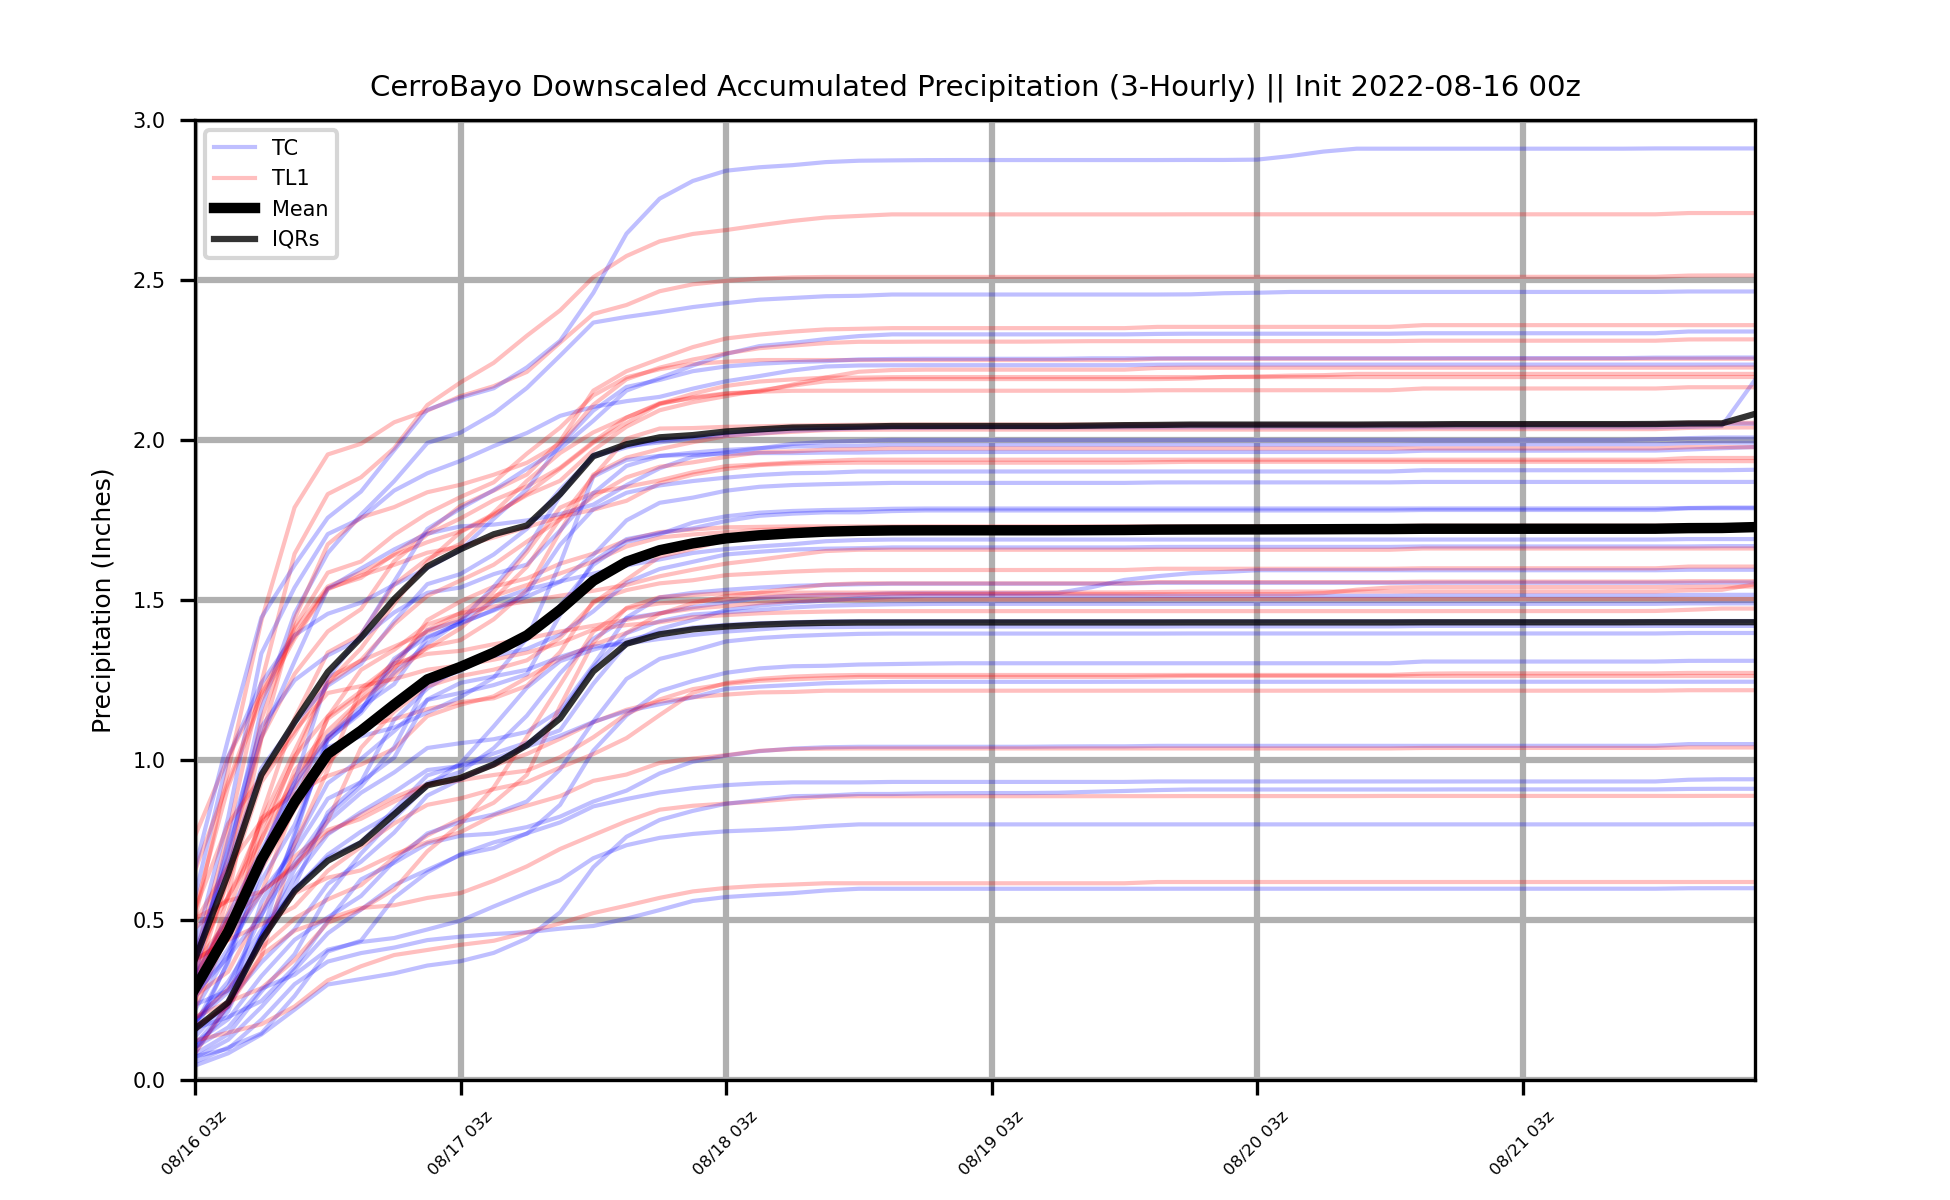 CerroBayo Downscaled Accumulated Precipitation (3-Hourly) || Init 2022-08-16 00z
3.0
2.5
2.0
1.5
1.0
0.5
0.0
Precipitation (Inches)
TC
TL1
Mean
IQRs
08/16 03z
08/17 03z
08/18 03z
08/19 03z
08/20 03z
08/21 03z